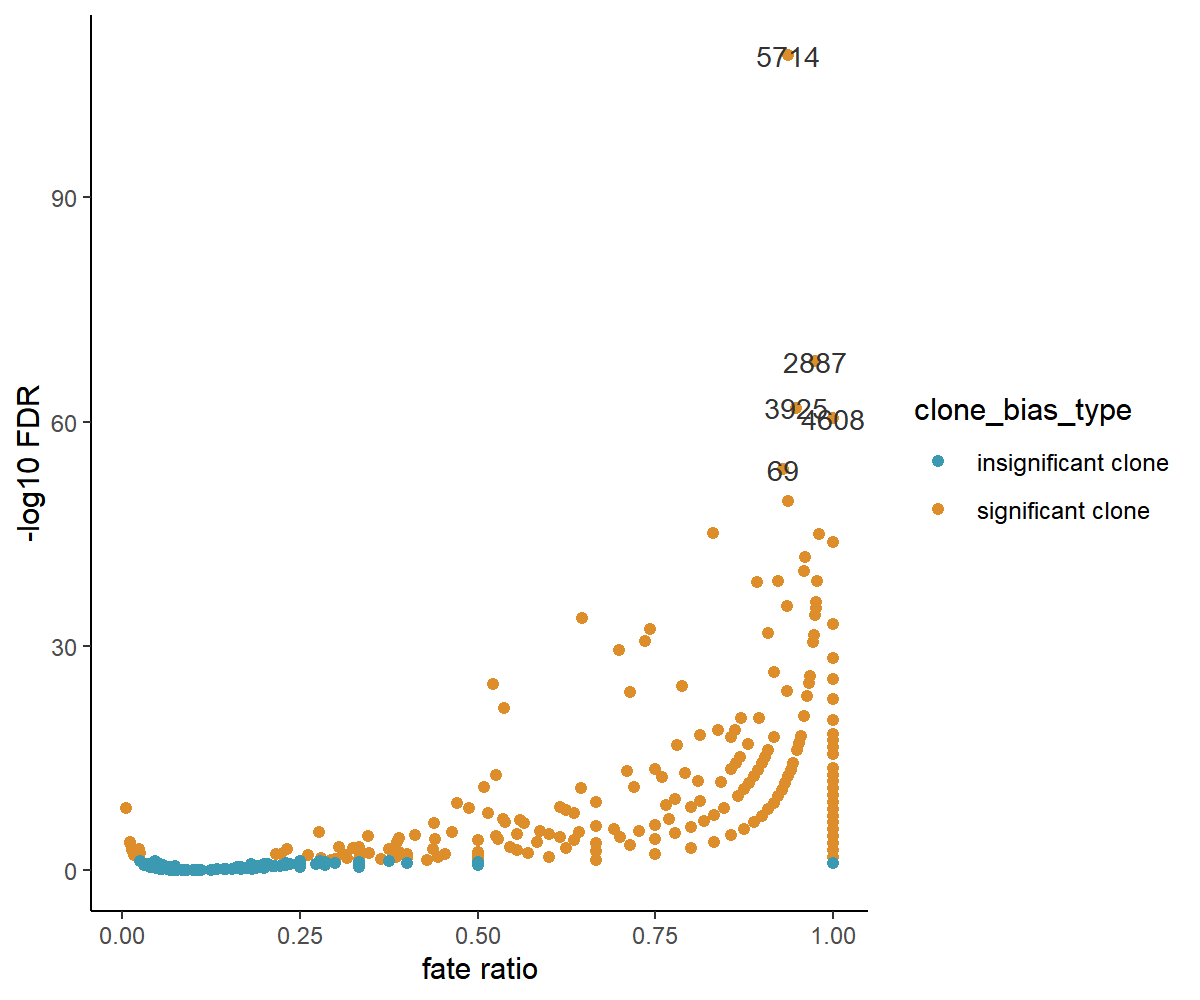 5714
90
2887
3925
4608
60
69
30
0
-log10 FDR
0.00 0.25 0.50 0.75 1.00
fate ratio
clone_bias_type
insignificant clone
significant clone